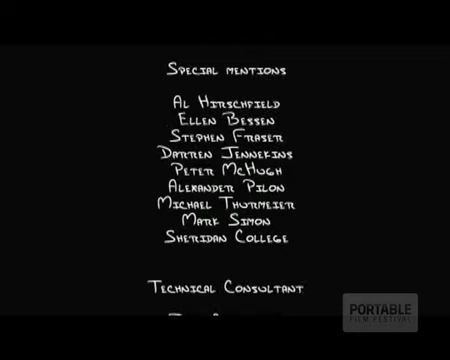 Special mentions
Al Hirschfield
Ellen Bessen
Stephen Fraser
Darren Jennekins
Peter McHugh
Alexander Pilon
Michael Thurmeier
Mark Simon
Sheridan College
Technical Consultant
PORTABLE
FILM FESTIVAL